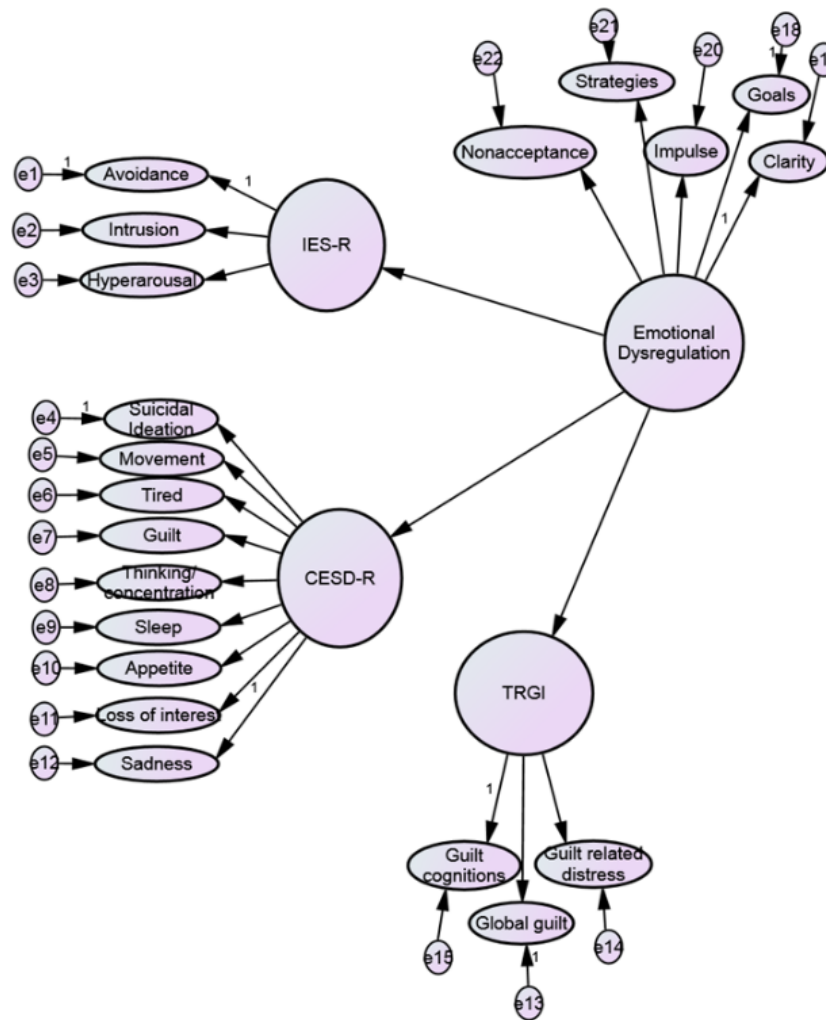 e21
e18
e22
e20
e1
Strategies
1
Goals
Nonacceptance
Impulse
Clarity
e1
1
Avoidance
1
e2
Intrusion
IES-R
1
e3
Hyperarousal
Emotional
Dysregulation
e4
1
Suicidal
Ideation
e5
Movement
e6
Tired
e7
Guilt
e8
Thinking/
concentration
CESD-R
e9
Sleep
e10
Appetite
1
e11
Loss of interes
e12
Sadness
TRGI
1
Guilt
cognitions
Guilt related
distress
Global guilt
e15
1
e14
e13